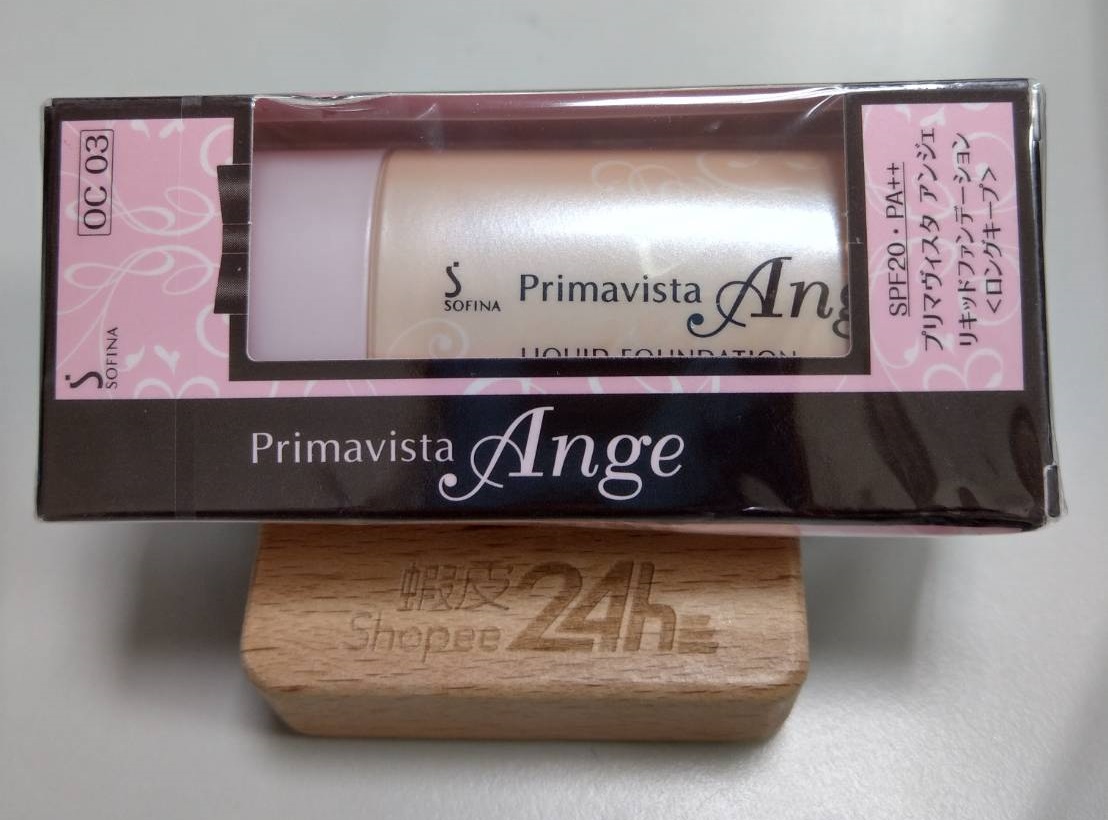 OC 03
SOFINA
SOFINA
Primavista Ang
LIQUID FOUNDATION
SPF20・PA++
プリマヴィスタ アンジェ
リキッドファンデーション
<ロングキープ>
Primavista Ange
蝦皮
Shopee 24h